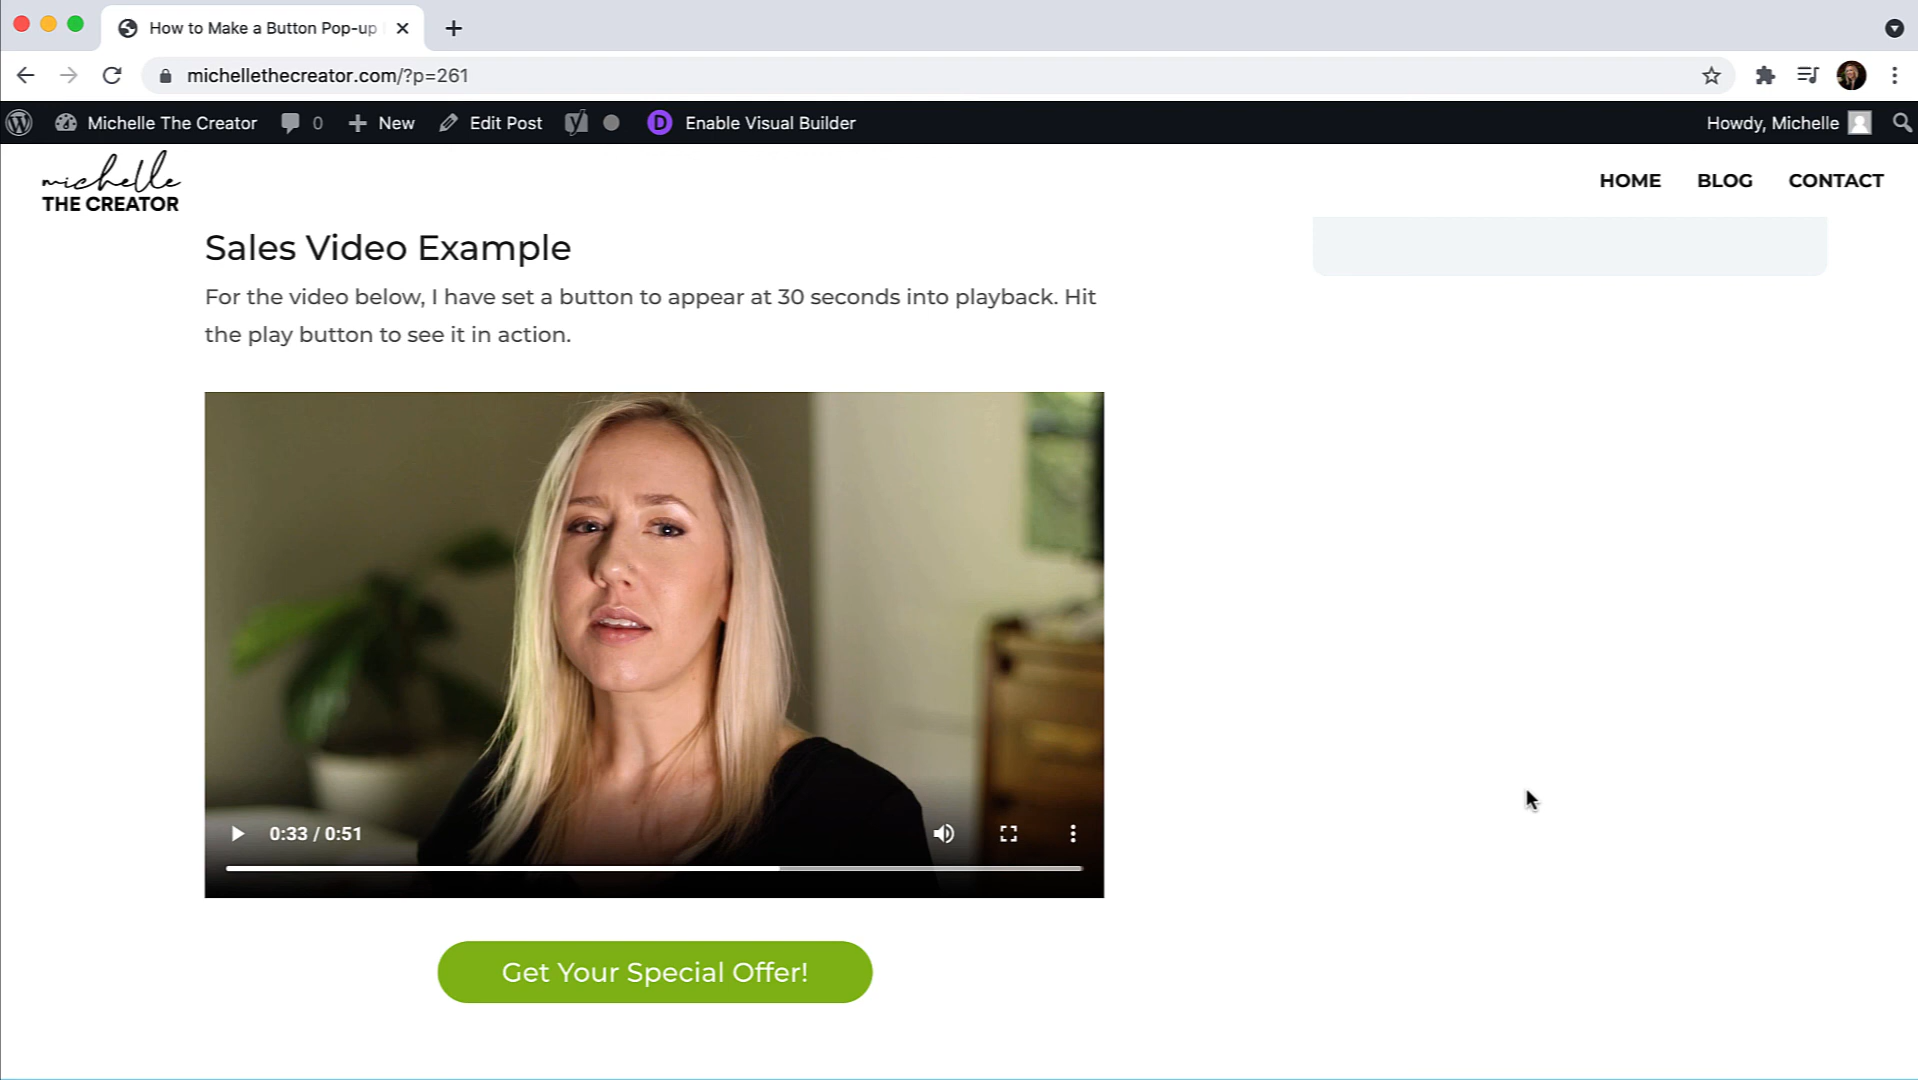 How to Make a Button Pop-up
michellethecreator.com/?p=261
Michelle The Creator 0 New Edit Post Enable Visual Builder Howdy, Michelle
michelle
THE CREATOR
HOME BLOG CONTACT
Sales Video Example
For the video below, I have set a button to appear at 30 seconds into playback. Hit
the play button to see it in action.
0:33 / 0:51
Get Your Special Offer!